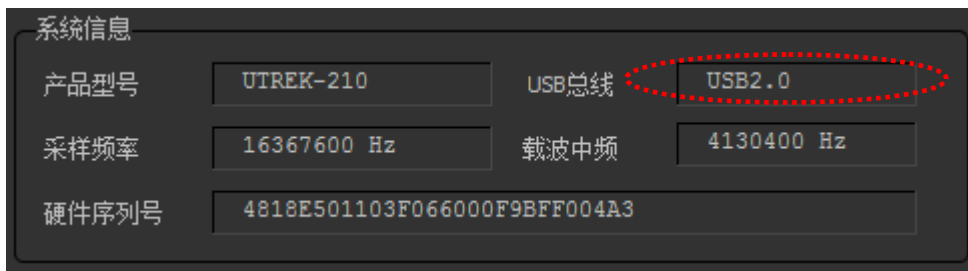 系统信息
产品型号 UTREK-210 USB总线 USB2.0
采样频率 16367600 Hz 载波中频 4130400 Hz
硬件序列号 4818E501103F066000F9BFF004A3